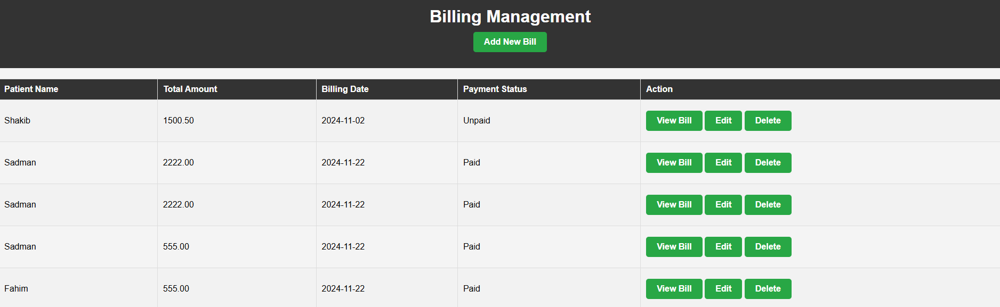 Billing Management
Add New Bill
Patient Name Total Amount Billing Date Payment Status Action
Shakib 1500.50 2024-11-02 Unpaid View Bill Edit Delete
Sadman 2222.00 2024-11-22 Paid View Bill Edit Delete
Sadman 2222.00 2024-11-22 Paid View Bill Edit Delete
Sadman 555.00 2024-11-22 Paid View Bill Edit Delete
Fahim 555.00 2024-11-22 Paid View Bill Edit Delete